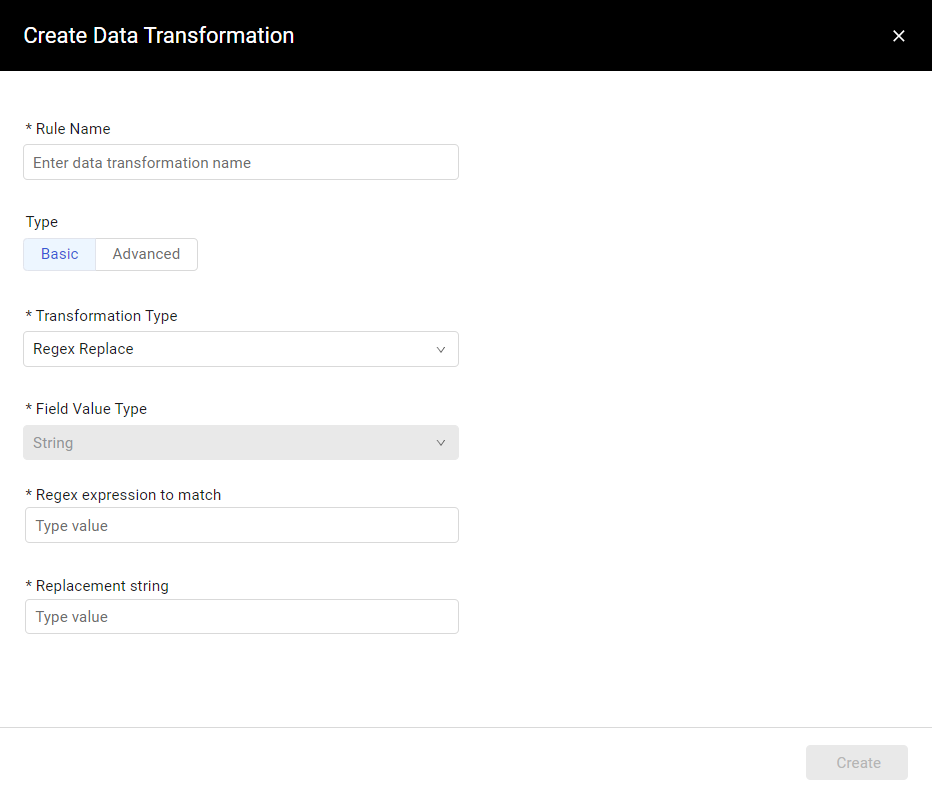 Create Data Transformation
* Rule Name
Enter data transformation name
Type
Basic Advanced
* Transformation Type
Regex Replace
* Field Value Type
String
* Regex expression to match
Type value
* Replacement string
Type value
Create